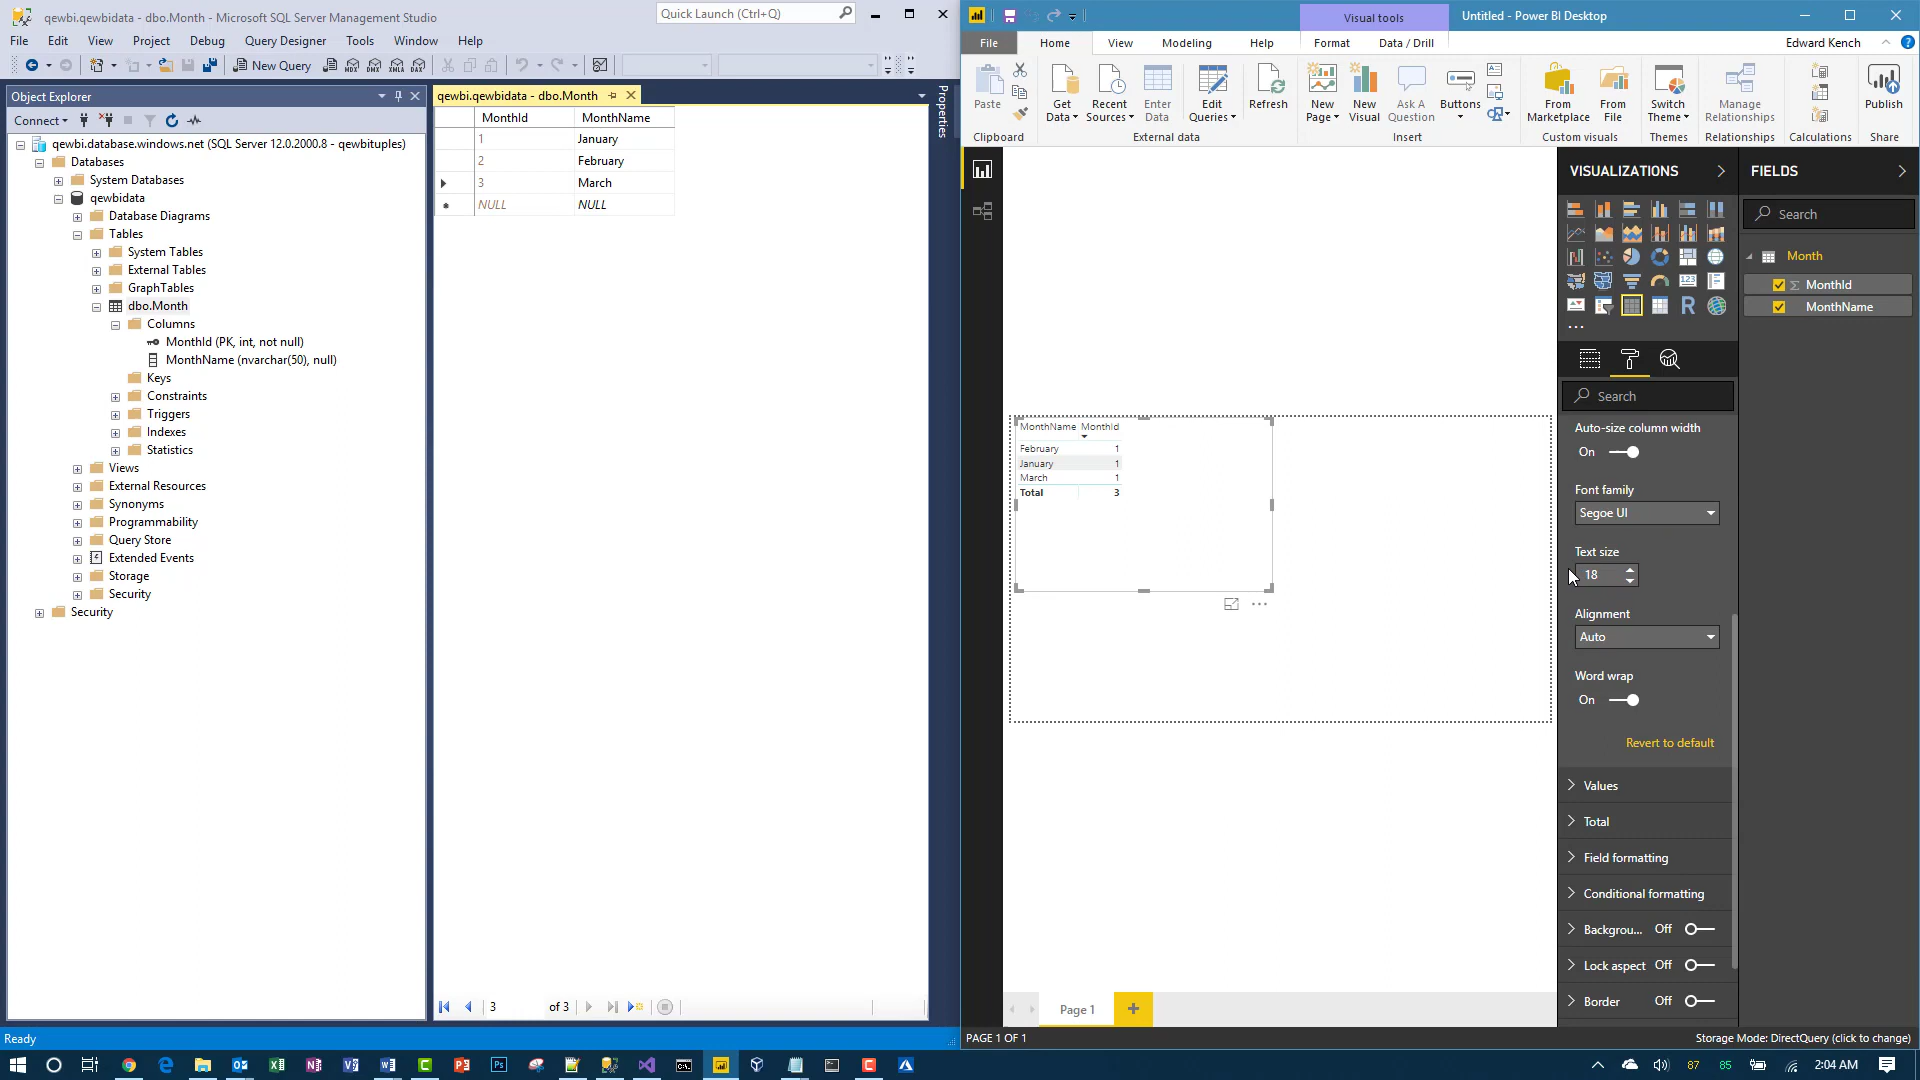 qewbi.qewbidata - dbo.Month - Microsoft SQL Server Management Studio
Quick Launch (Ctrl+Q)
File Edit View Project Debug Query Designer Tools Window Help
New Query
Object Explorer
Connect
qewbi.database.windows.net (SQL Server 12.0.2000.8 - qewbituples)
Databases
System Databases
qewbidata
Database Diagrams
Tables
System Tables
External Tables
GraphTables
dbo.Month
Columns
MonthId (PK, int, not null)
MonthName (nvarchar(50), null)
Keys
Constraints
Triggers
Indexes
Statistics
Views
External Resources
Synonyms
Programmability
Query Store
Extended Events
Storage
Security
Security
qewbi.qewbidata - dbo.Month
MonthId MonthName
1 January
2 February
3 March
NULL NULL
3 of 3
Properties
Ready
Visual tools
Untitled - Power BI Desktop
File Home View Modeling Help Format Data / Drill
Edward Kench
Paste
Clipboard
Get Data
Recent Sources
Enter Data
Edit Queries
Refresh
External data
New Page
New Visual
Ask A Question
Buttons
Insert
From Marketplace
From File
Custom visuals
Switch Theme
Themes
Manage Relationships
Relationships
Calculations
Publish
Share
MonthName MonthId
February 1
January 1
March 1
Total 3
Page 1
PAGE 1 OF 1
VISUALIZATIONS
123
R
Search
Auto-size column width
On
Font family
Segoe UI
Text size
18
Alignment
Auto
Word wrap
On
Revert to default
Values
Total
Field formatting
Conditional formatting
Backgrou... Off
Lock aspect Off
Border Off
FIELDS
Search
Month
MonthId
MonthName
Storage Mode: DirectQuery (click to change)
87 85 2:04 AM